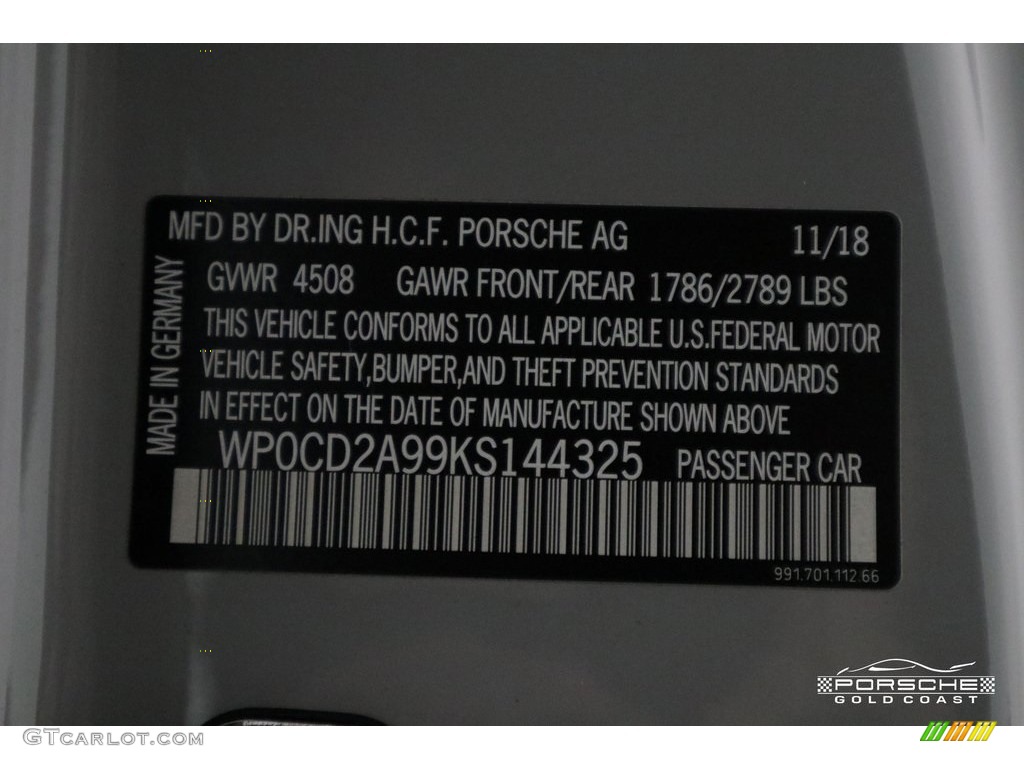 MFD BY DR.ING H.C.F. PORSCHE AG 11/18
GVWR 4508 GAWR FRONT/REAR 1786/2789 LBS
THIS VEHICLE CONFORMS TO ALL APPLICABLE U.S.FEDERAL MOTOR
VEHICLE SAFETY,BUMPER,AND THEFT PREVENTION STANDARDS
IN EFFECT ON THE DATE OF MANUFACTURE SHOWN ABOVE
WP0CD2A99KS144325 PASSENGER CAR
MADE IN GERMANY
991.701.112.66
PORSCHE
GOLD COAST
GTCARLOT.COM